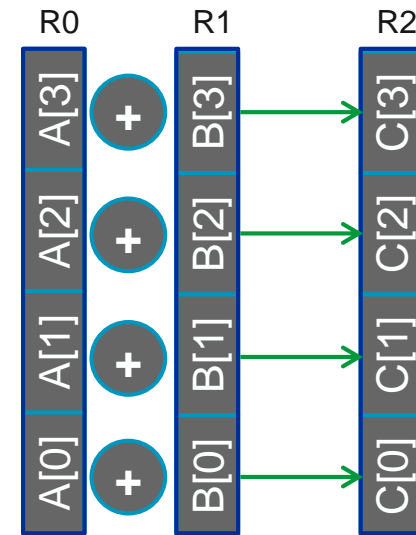 R0 R1 R2
A[3] + B[3] C[3]
A[2] + B[2] C[2]
A[1] + B[1] C[1]
A[0] + B[0] C[0]